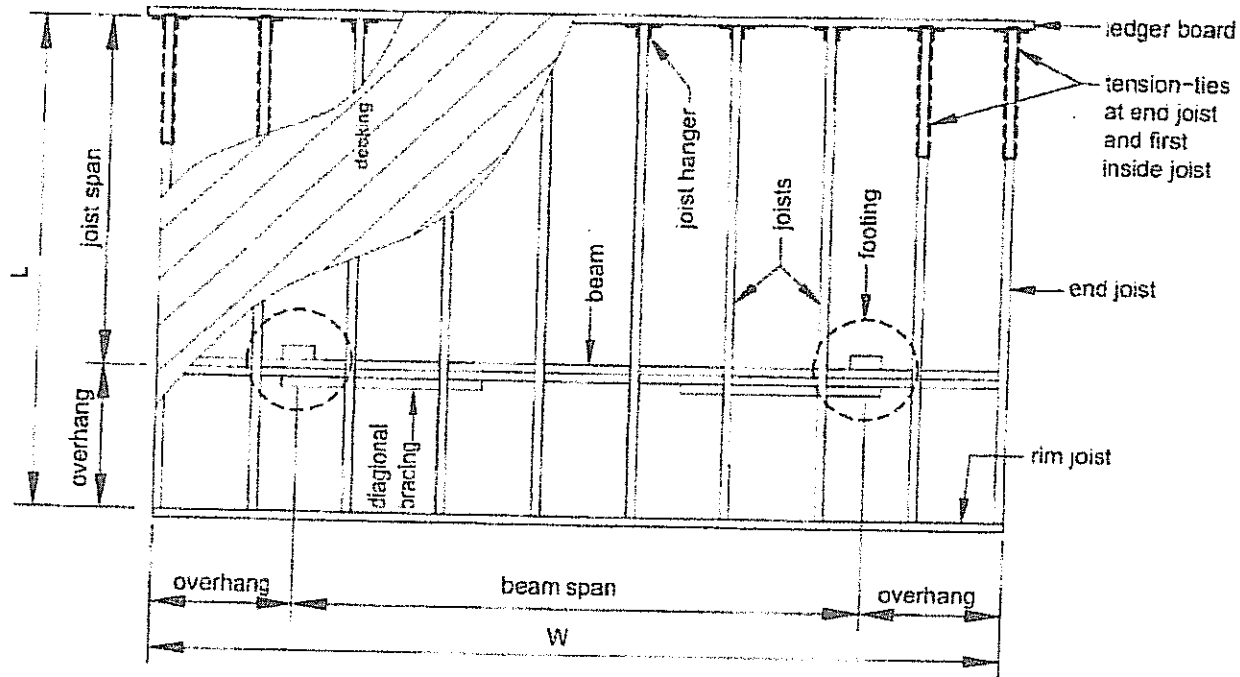 ledger board
tension-ties
at end joist
and first
inside joist
decking
joist hanger
joists
footing
joist span
L
beam
end joist
overhang
diagional
bracing
rim joist
overhang
beam span
overhang
W